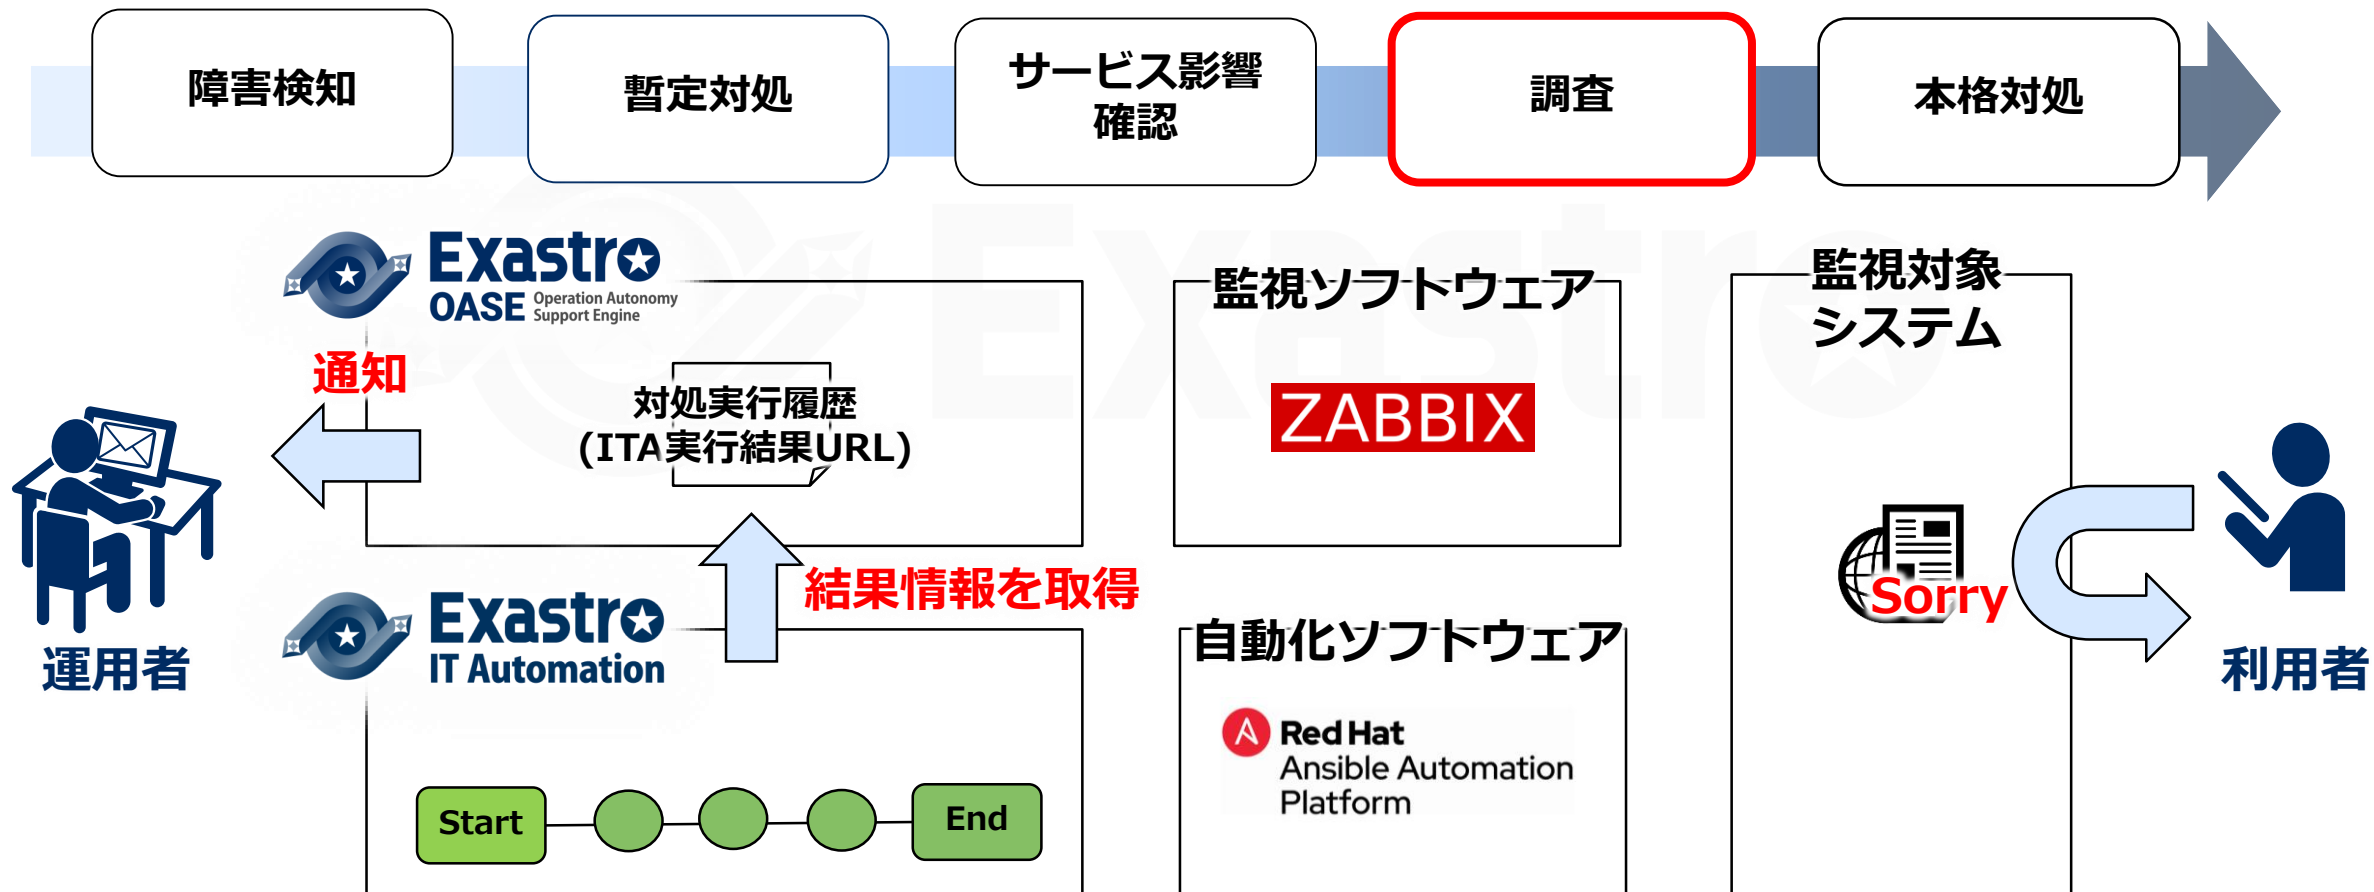 障害検知
暫定対処
サービス影響
確認
調査
本格対処
Exastro
OASE Operation Autonomy
Support Engine
監視ソフトウェア
監視対象
システム
通知
対処実行履歴
(ITA実行結果URL)
ZABBIX
結果情報を取得
Sorry
Exastro
IT Automation
自動化ソフトウェア
運用者
利用者
Red Hat
Ansible Automation
Platform
Start
End
Exastro